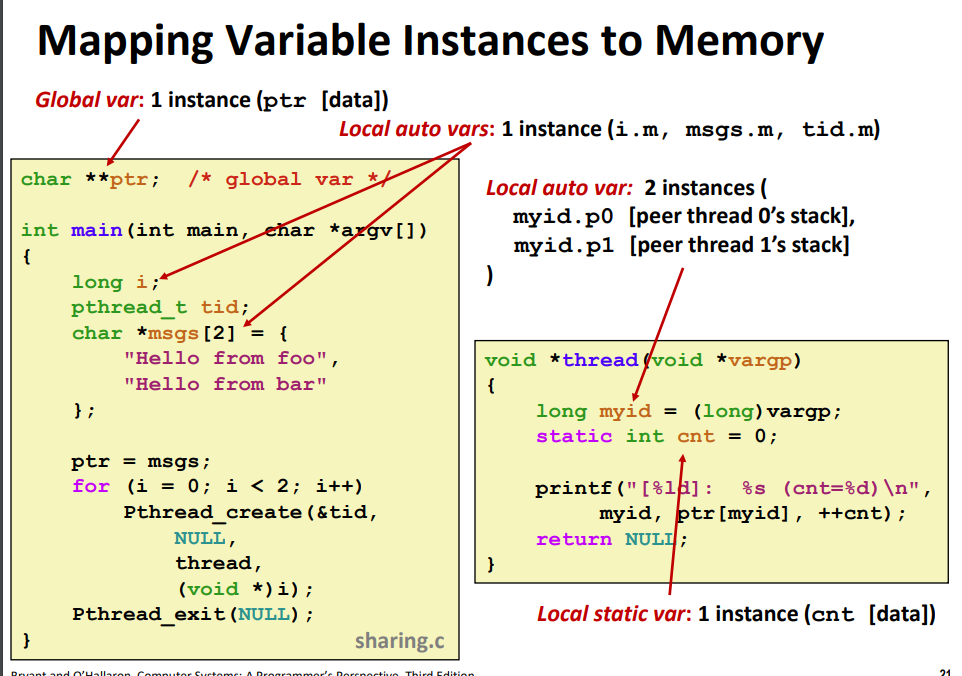 Mapping Variable Instances to Memory
Global var: 1 instance (ptr [data])
Local auto vars: 1 instance (i.m, msgs.m, tid.m)
char **ptr;  /* global var */
int main(int main, char *argv[])
{
    long i;
    pthread_t tid;
    char *msgs[2] = {
        "Hello from foo",
        "Hello from bar"
    };
    ptr = msgs;
    for (i = 0; i < 2; i++)
        Pthread_create(&tid,
            NULL,
            thread,
            (void *)i);
    Pthread_exit(NULL);
}
sharing.c
Local auto var:  2 instances (
myid.p0 [peer thread 0’s stack],
myid.p1 [peer thread 1’s stack]
)
void *thread(void *vargp)
{
    long myid = (long)vargp;
    static int cnt = 0;
    printf("[%ld]:  %s (cnt=%d)\n",
         myid, ptr[myid], ++cnt);
    return NULL;
}
Local static var: 1 instance (cnt [data])
Bryant and O’Hallaron, Computer Systems: A Programmer’s Perspective, Third Edition
21